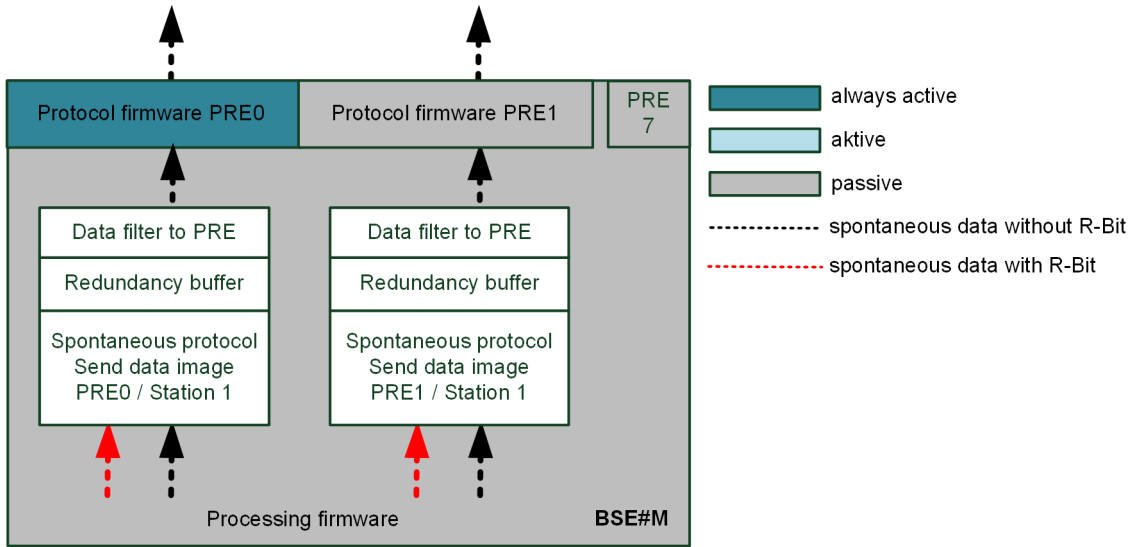 Protocol firmware PRE0
Protocol firmware PRE1
PRE
7
Data filter to PRE
Redundancy buffer
Spontaneous protocol
Send data image
PRE0 / Station 1
Data filter to PRE
Redundancy buffer
Spontaneous protocol
Send data image
PRE1 / Station 1
Processing firmware
BSE#M
always active
aktive
passive
spontaneous data without R-Bit
spontaneous data with R-Bit